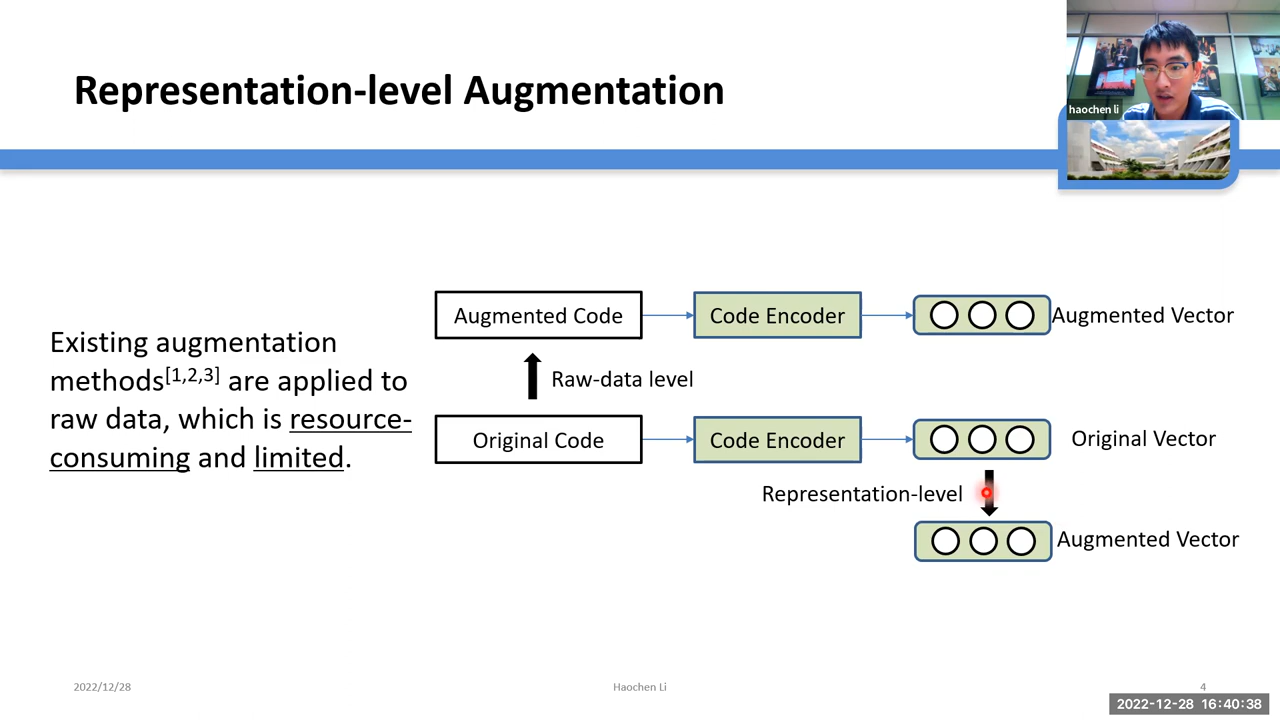 Representation-level Augmentation
haochen li
Existing augmentation
methods[1,2,3] are applied to
raw data, which is resource-
consuming and limited.
Augmented Code
Code Encoder
Augmented Vector
Raw-data level
Original Code
Code Encoder
Original Vector
Representation-level
Augmented Vector
2022/12/28
Haochen Li
4
2022-12-28 16:40:38